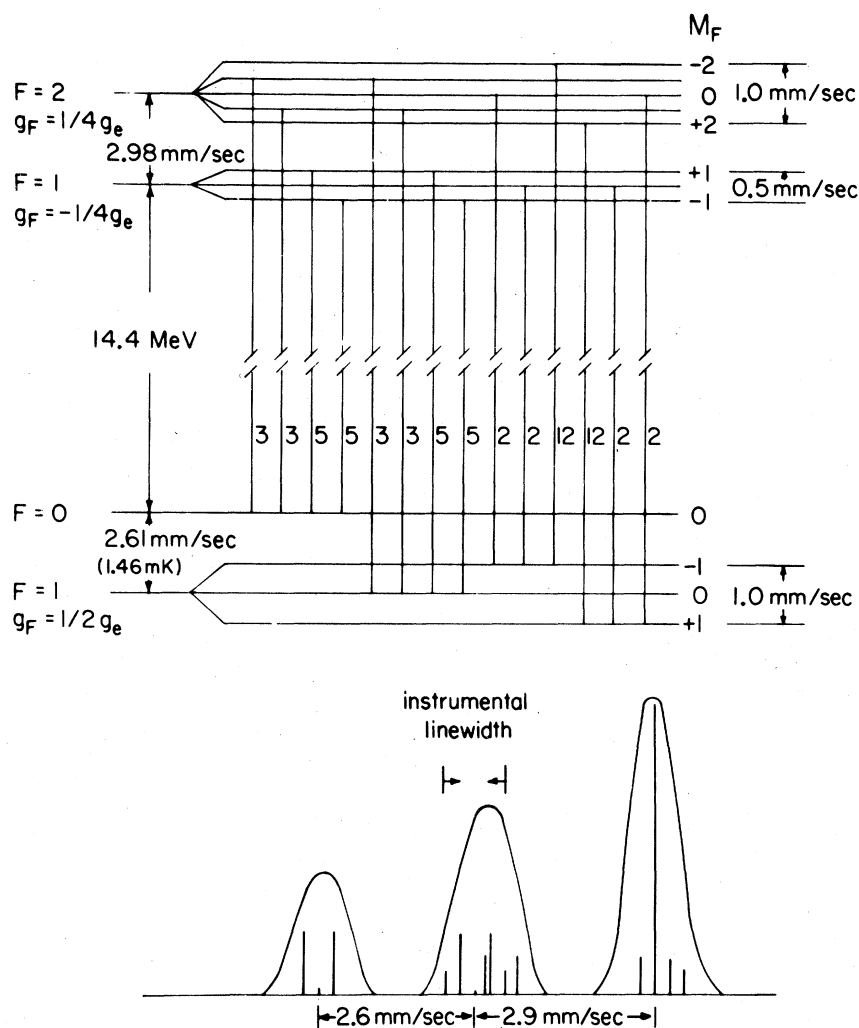 M_F
-2
F = 2
0
1.0 mm/sec
g_F = 1/4 g_e
+2
2.98 mm/sec
+1
F = 1
0.5 mm/sec
-1
g_F = -1/4 g_e
14.4 MeV
3 3 5 5 3 3 5 5 2 2 12 12 2 2
F = 0
0
2.61 mm/sec
(1.46 mK)
-1
F = 1
0
1.0 mm/sec
g_F = 1/2 g_e
+1
instrumental
linewidth
2.6 mm/sec
2.9 mm/sec